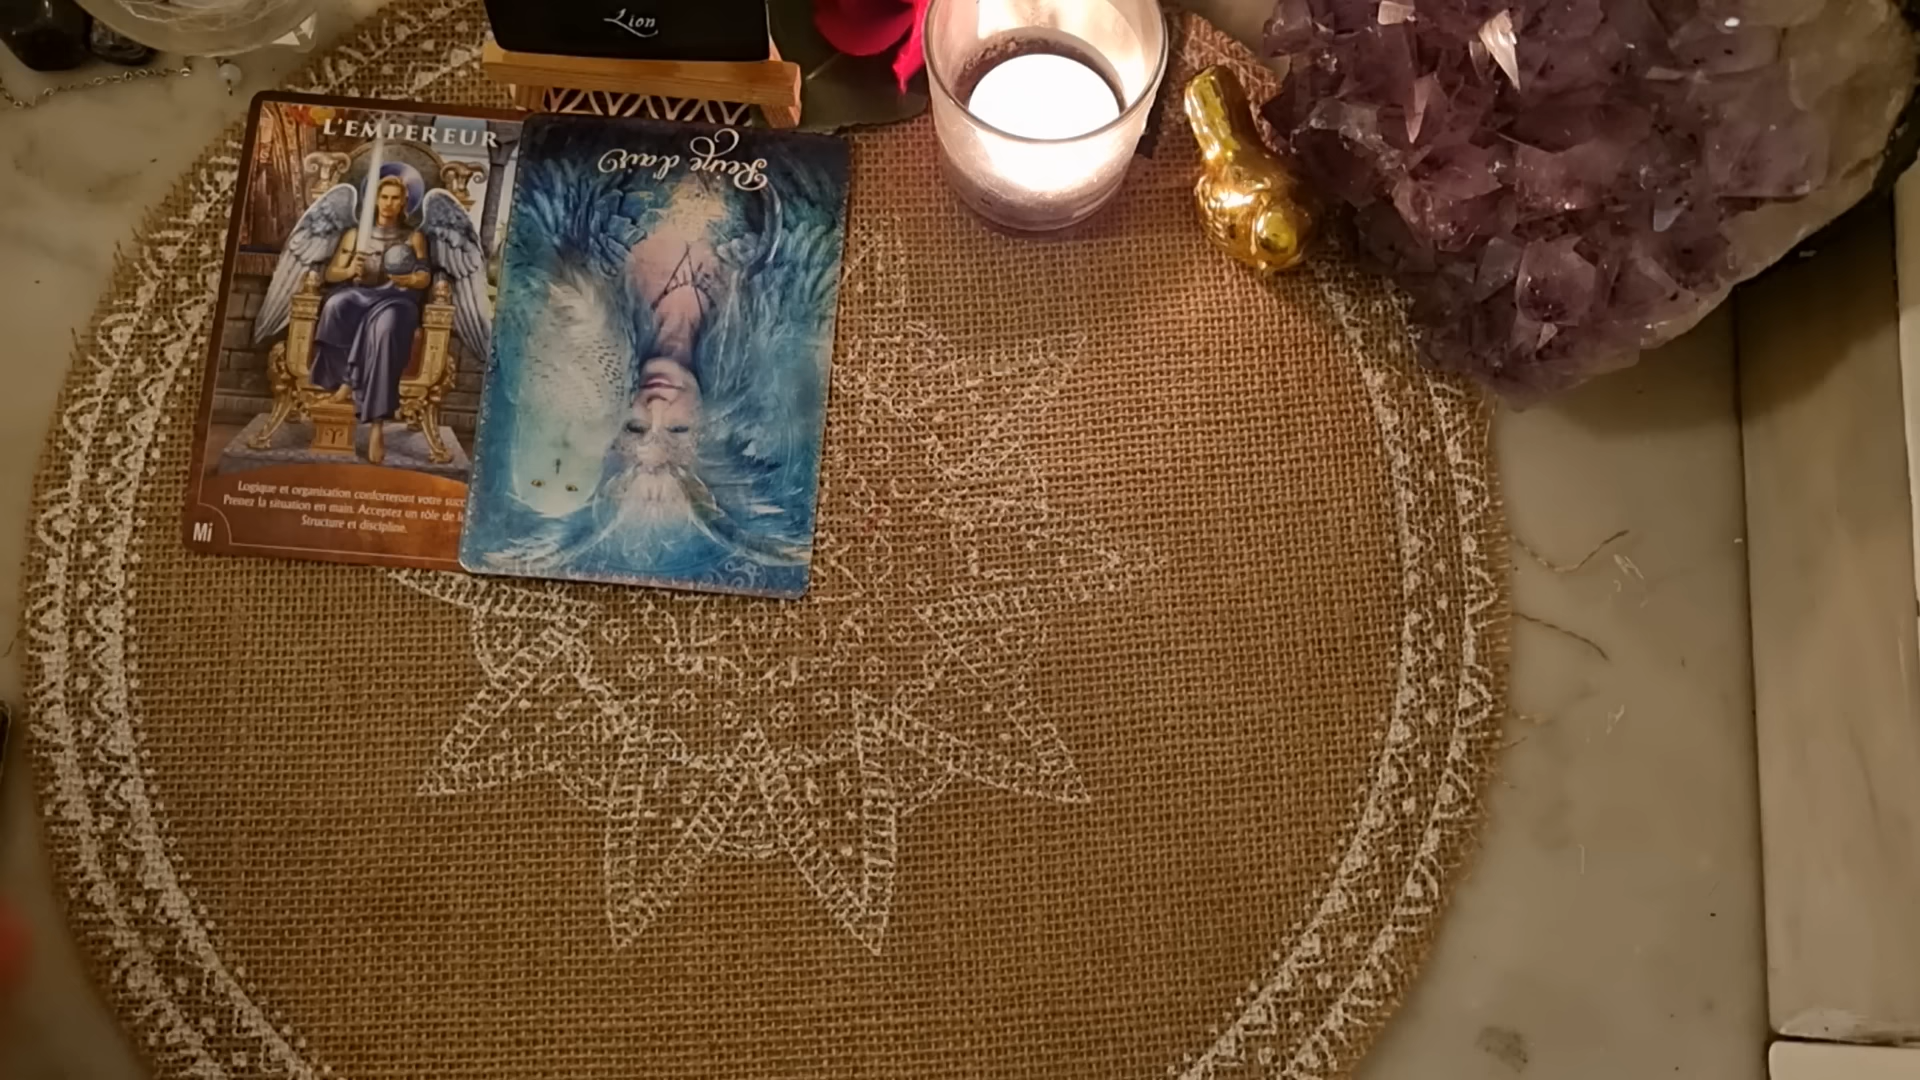 Lion
L'EMPEREUR
Reine d'air
Logique et organisation conforteront votre succ
Prenez la situation en main. Acceptez un rôle de le
Structure et discipline.
Mi